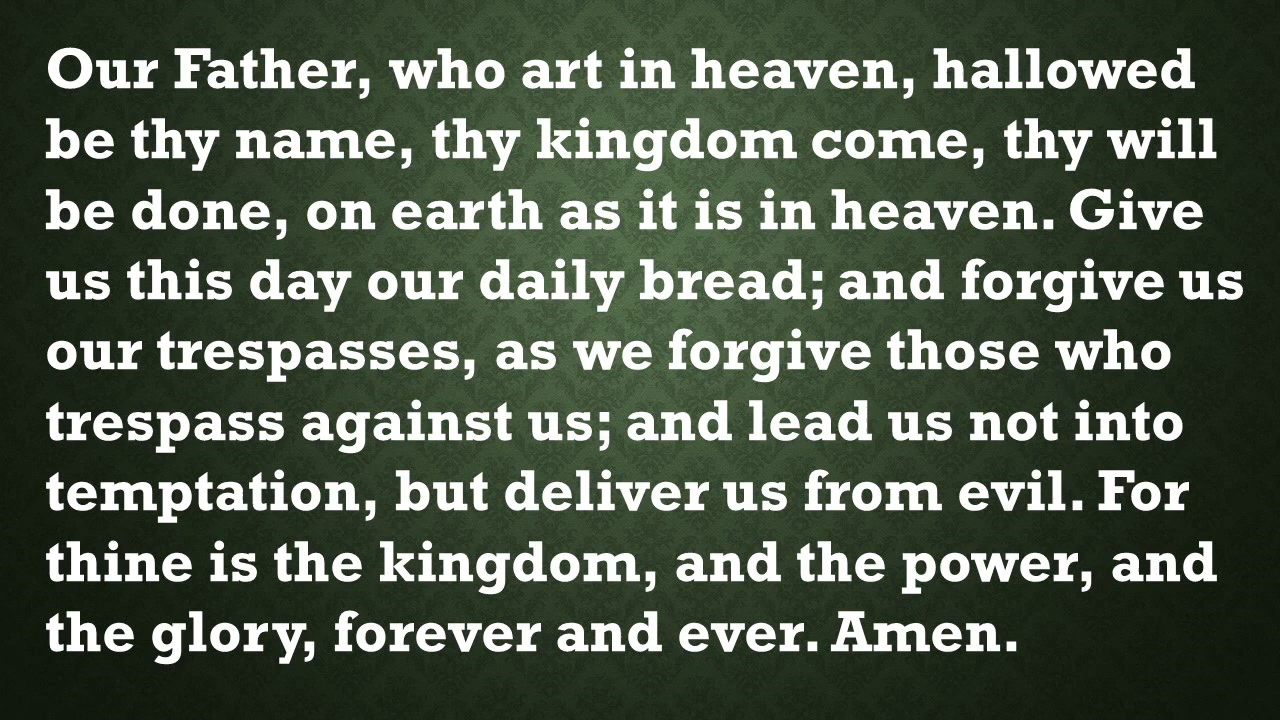 Our Father, who art in heaven, hallowed
be thy name, thy kingdom come, thy will
be done, on earth as it is in heaven. Give
us this day our daily bread; and forgive us
our trespasses, as we forgive those who
trespass against us; and lead us not into
temptation, but deliver us from evil. For
thine is the kingdom, and the power, and
the glory, forever and ever. Amen.